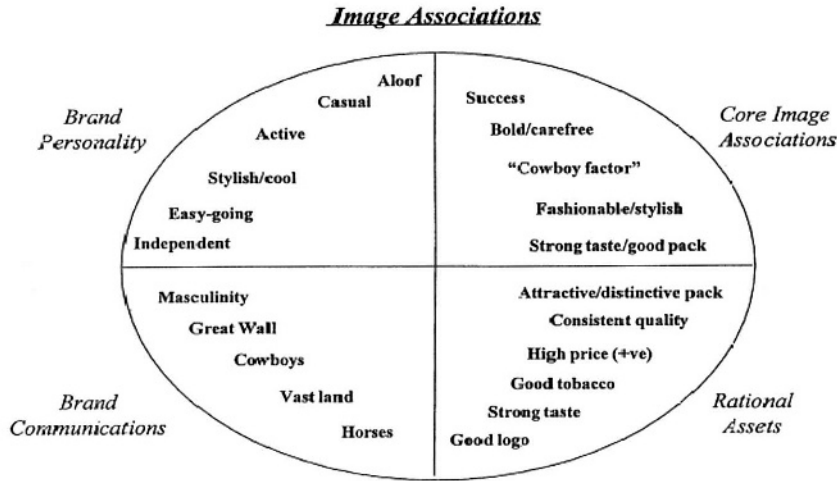 Image Associations
Brand
Personality
Aloof
Casual
Active
Stylish/cool
Easy-going
Independent
Success
Bold/carefree
“Cowboy factor”
Fashionable/stylish
Strong taste/good pack
Core Image
Associations
Masculinity
Great Wall
Cowboys
Vast land
Horses
Brand
Communications
Attractive/distinctive pack
Consistent quality
High price (+ve)
Good tobacco
Strong taste
Good logo
Rational
Assets